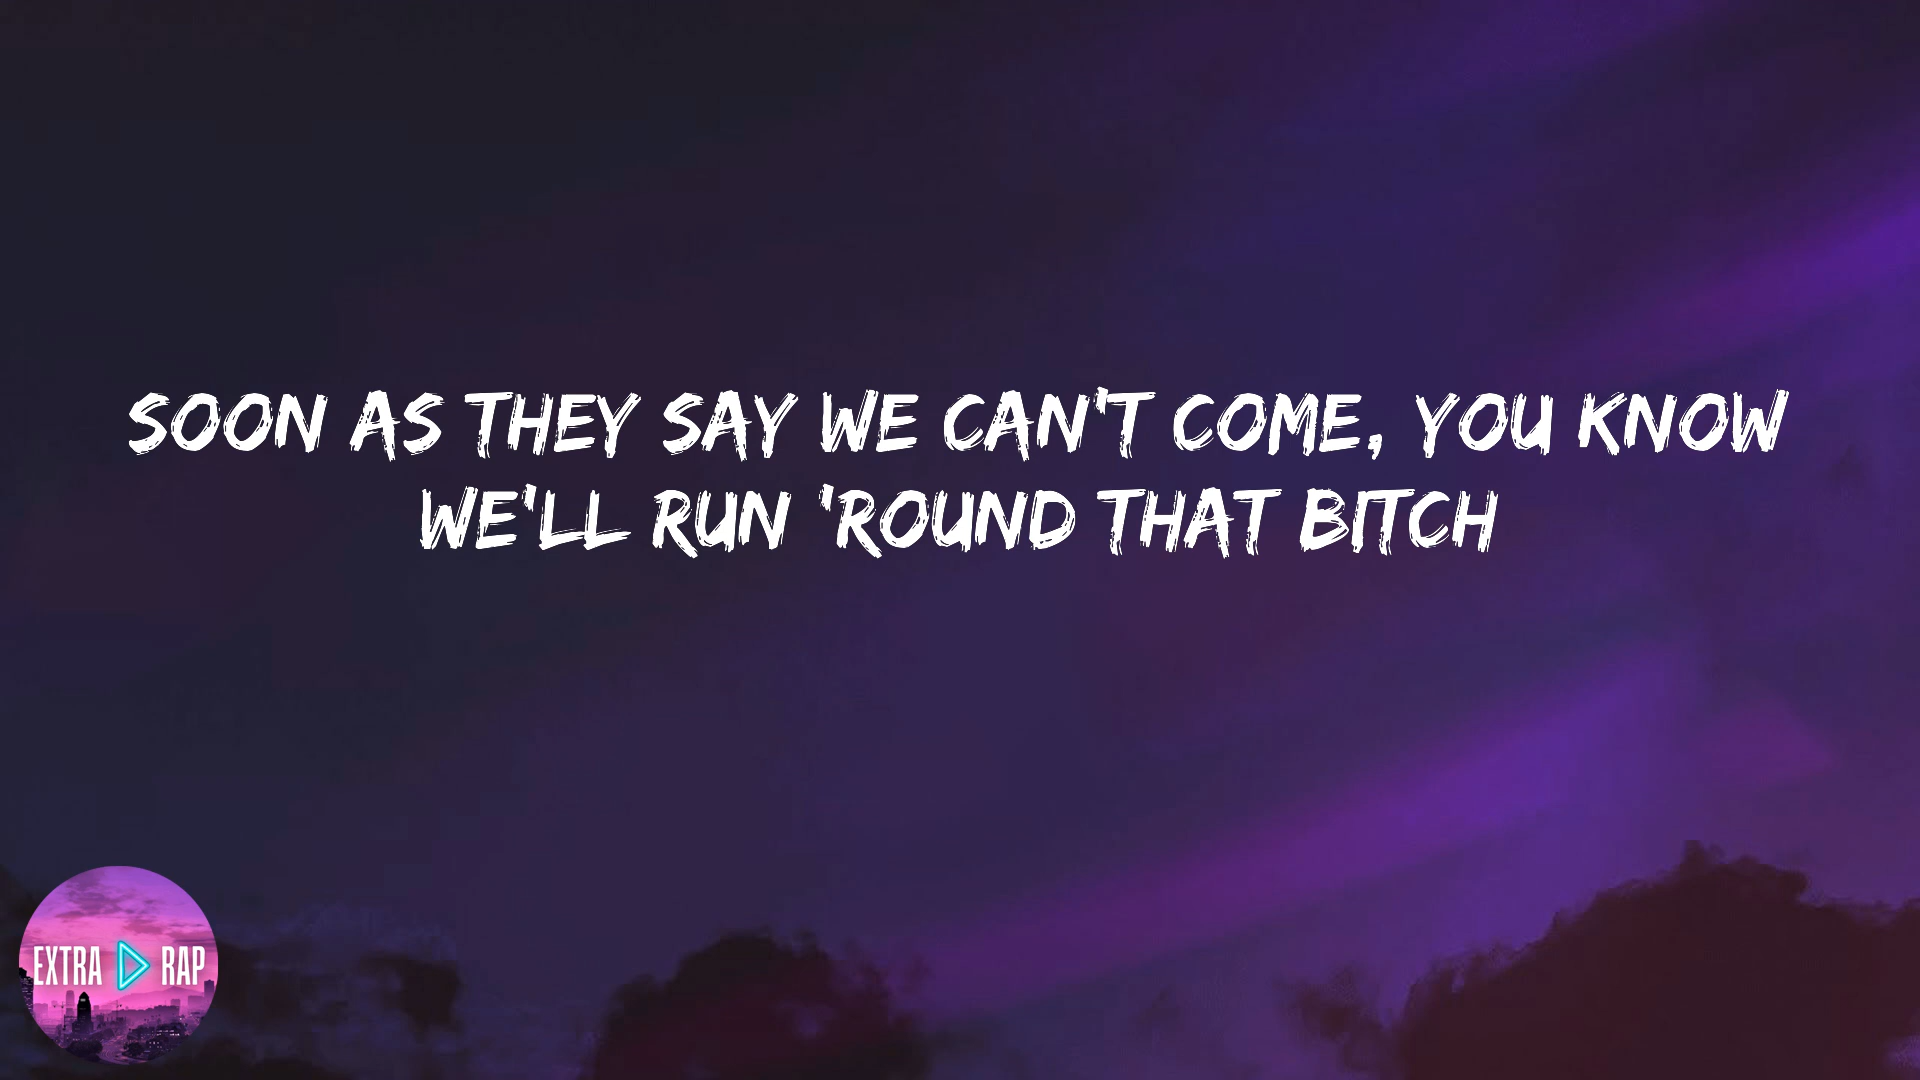 SOON AS THEY SAY WE CAN'T COME, YOU KNOW
WE'LL RUN 'ROUND THAT BITCH
EXTRA RAP